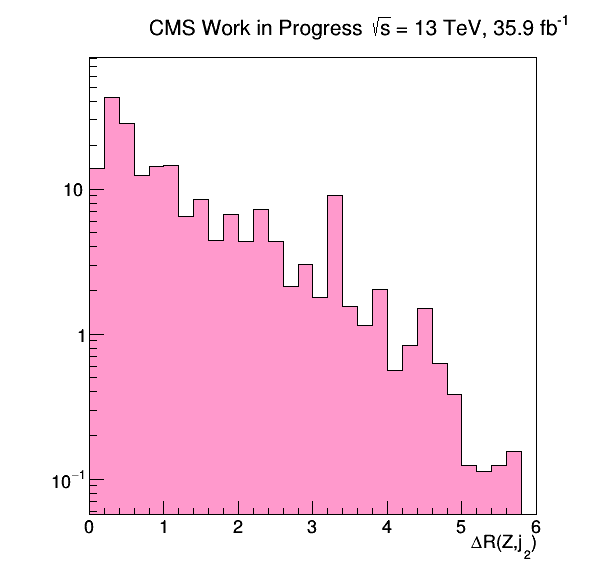 CMS Work in Progress √s = 13 TeV, 35.9 fb⁻¹
10
1
10⁻¹
0 1 2 3 4 5 6
ΔR(Z,j₂)